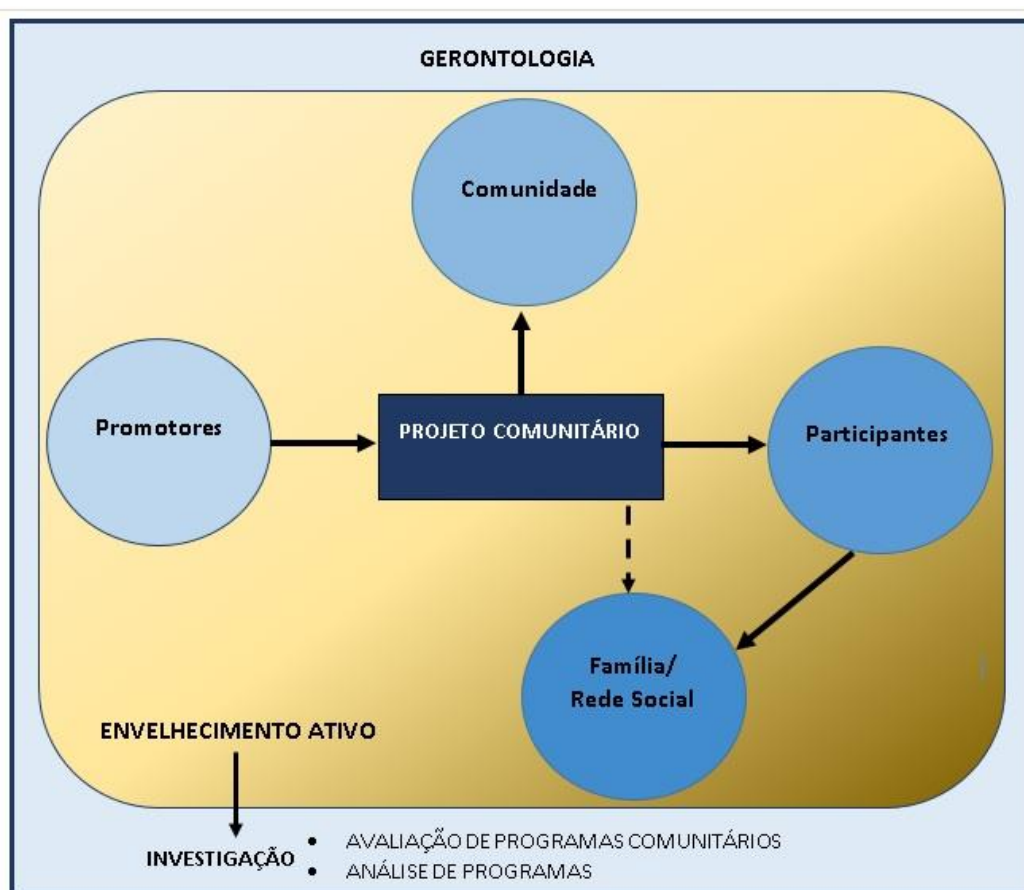 GERONTOLOGIA
Comunidade
Promotores
PROJETO COMUNITÁRIO
Participantes
Família/
Rede Social
ENVELHECIMENTO ATIVO
INVESTIGAÇÃO
• AVALIAÇÃO DE PROGRAMAS COMUNITÁRIOS
• ANÁLISE DE PROGRAMAS